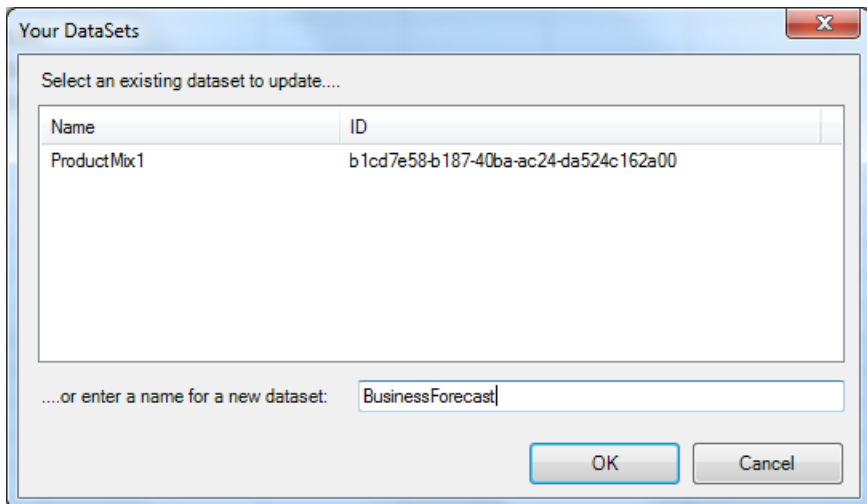 Your DataSets
Select an existing dataset to update....
Name ID
ProductMix1 b1cd7e58-b187-40ba-ac24-da524c162a00
....or enter a name for a new dataset: BusinessForecast
OK Cancel